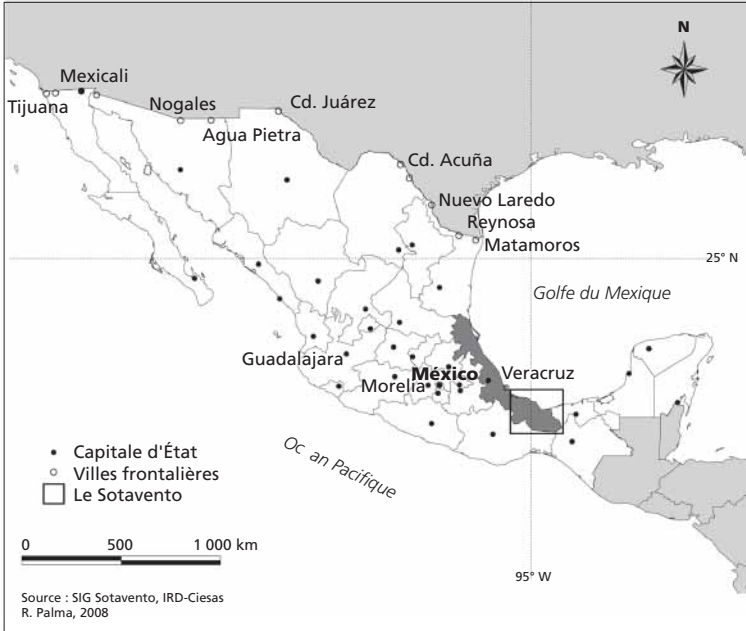 N
Mexicali
Tijuana
Nogales
Cd. Juárez
Agua Pietra
Cd. Acuña
Nuevo Laredo
Reynosa
Matamoros
25° N
Golfe du Mexique
Guadalajara
México
Veracruz
Morelia
Oc an Pacifique
Capitale d'État
Villes frontalières
Le Sotavento
0 500 1 000 km
95° W
Source : SIG Sotavento, IRD-Ciesas
R. Palma, 2008